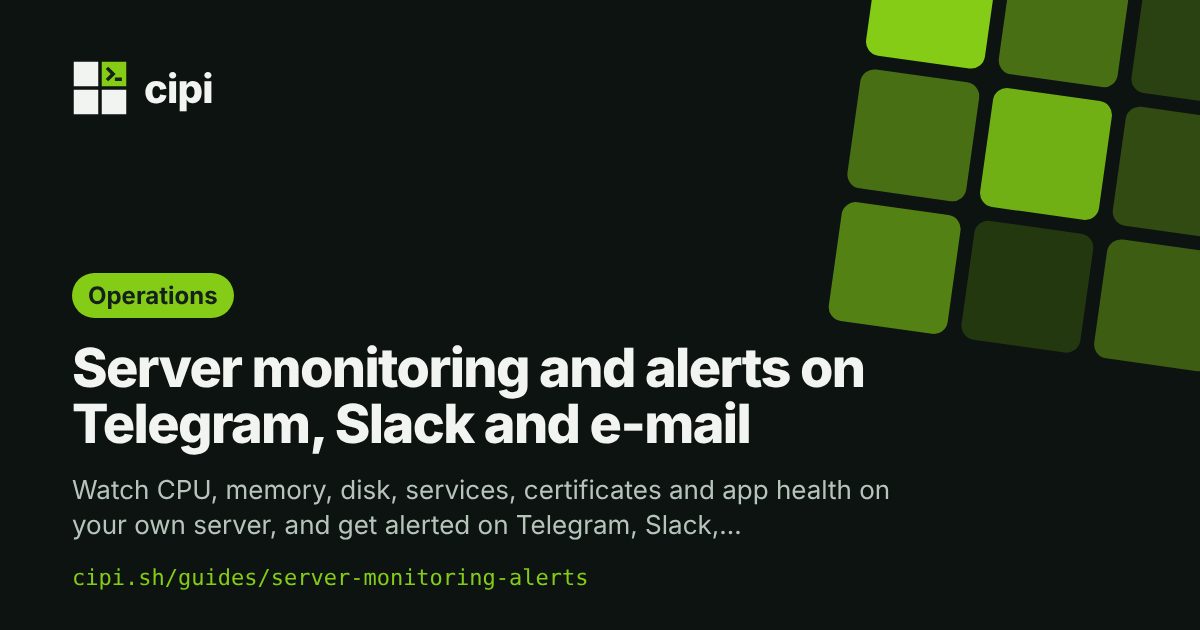 cipi
Operations
Server monitoring and alerts on
Telegram, Slack and e-mail
Watch CPU, memory, disk, services, certificates and app health on
your own server, and get alerted on Telegram, Slack,...
cipi.sh/guides/server-monitoring-alerts